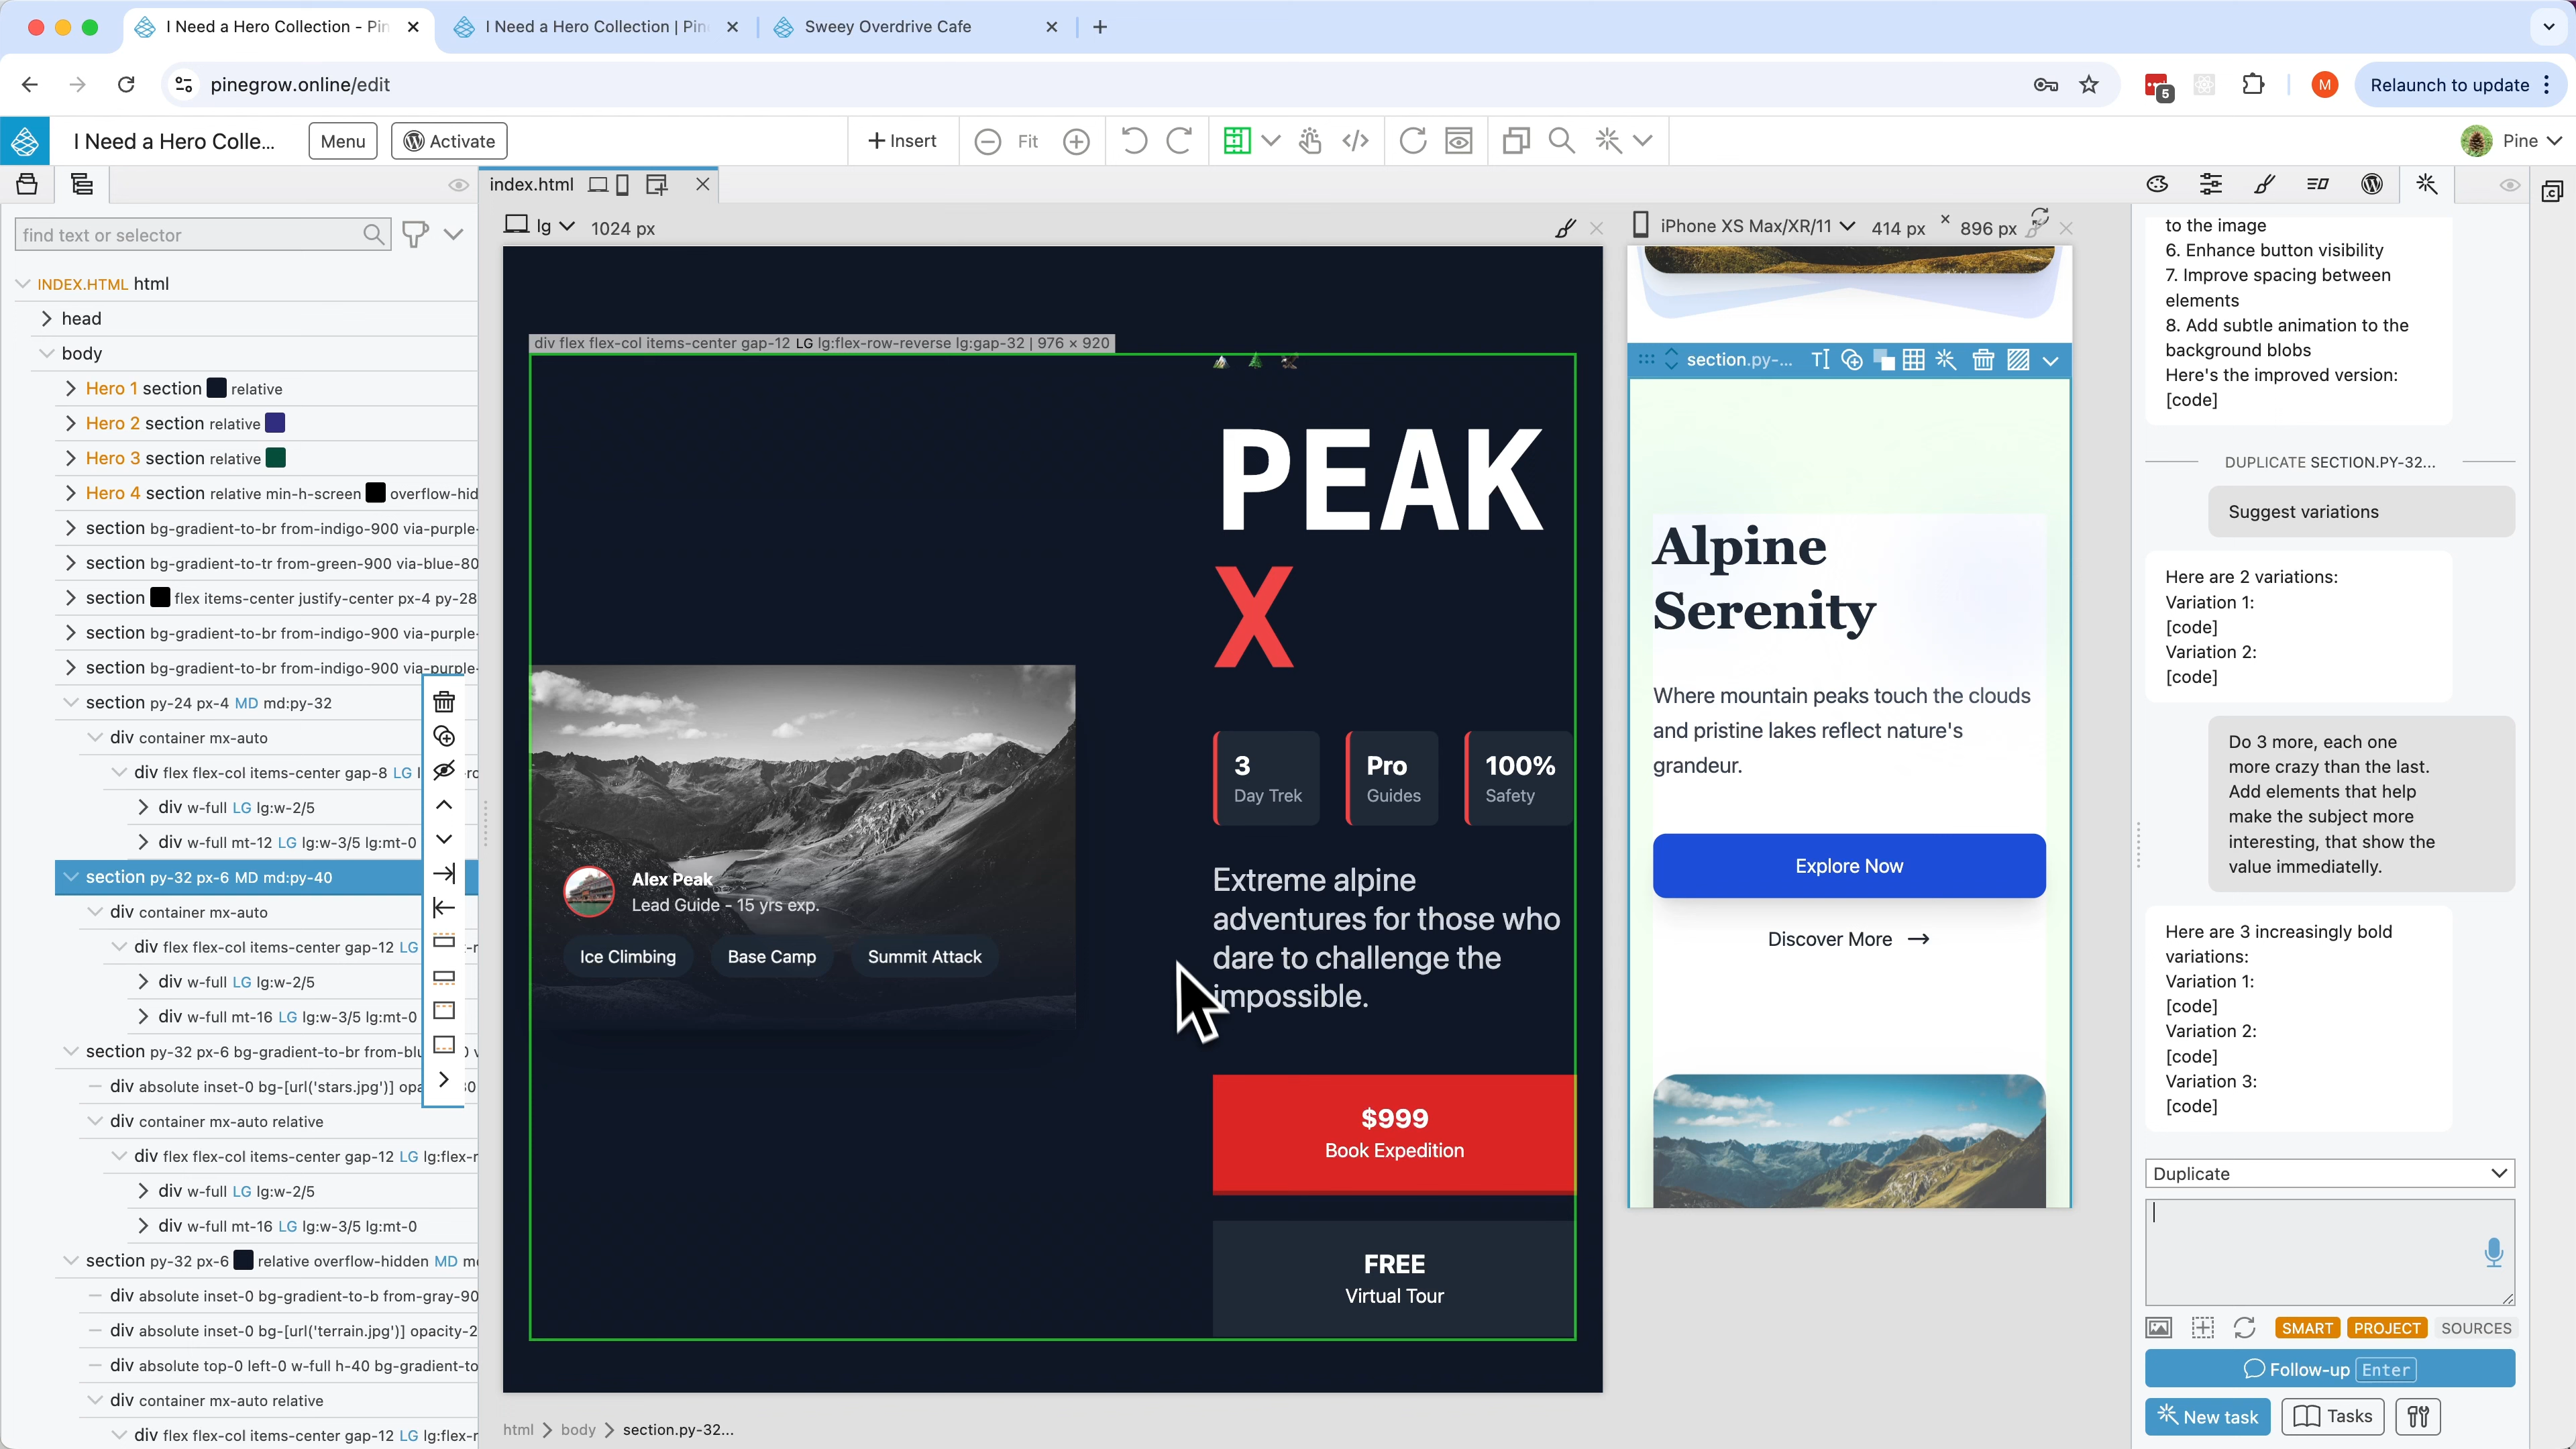 I Need a Hero Collection - Pin
I Need a Hero Collection | Pin
Sweey Overdrive Cafe
pinegrow.online/edit
5
M
Relaunch to update
I Need a Hero Colle...
Menu
Activate
Insert
Fit
Pine
index.html
find text or selector
lg
1024 px
iPhone XS Max/XR/11
414 px
×
896 px
INDEX.HTML html
head
body
Hero 1 section relative
Hero 2 section relative
Hero 3 section relative
Hero 4 section relative min-h-screen overflow-hid
section bg-gradient-to-br from-indigo-900 via-purple-
section bg-gradient-to-tr from-green-900 via-blue-80
section flex items-center justify-center px-4 py-28
section bg-gradient-to-br from-indigo-900 via-purple-
section bg-gradient-to-br from-indigo-900 via-purple-
section py-24 px-4 MD md:py-32
div container mx-auto
div flex flex-col items-center gap-8 LG
div w-full LG lg:w-2/5
div w-full mt-12 LG lg:w-3/5 lg:mt-0
section py-32 px-6 MD md:py-40
div container mx-auto
div flex flex-col items-center gap-12 LG
div w-full LG lg:w-2/5
div w-full mt-16 LG lg:w-3/5 lg:mt-0
section py-32 px-6 bg-gradient-to-br from-blu
div absolute inset-0 bg-[url('stars.jpg')] opa
div container mx-auto relative
div flex flex-col items-center gap-12 LG lg:flex-r
div w-full LG lg:w-2/5
div w-full mt-16 LG lg:w-3/5 lg:mt-0
section py-32 px-6 relative overflow-hidden MD m
div absolute inset-0 bg-gradient-to-b from-gray-90
div absolute inset-0 bg-[url('terrain.jpg')] opacity-2
div absolute top-0 left-0 w-full h-40 bg-gradient-to
div container mx-auto relative
div flex flex-col items-center gap-12 LG lg:flex-r
div flex flex-col items-center gap-12 LG lg:flex-row-reverse lg:gap-32 | 976 × 920
PEAK
X
3
Day Trek
Pro
Guides
100%
Safety
Alex Peak
Lead Guide - 15 yrs exp.
Ice Climbing
Base Camp
Summit Attack
Extreme alpine
adventures for those who
dare to challenge the
impossible.
$999
Book Expedition
FREE
Virtual Tour
html > body > section.py-32...
section.py-...
Alpine
Serenity
Where mountain peaks touch the clouds
and pristine lakes reflect nature's
grandeur.
Explore Now
Discover More →
to the image
6. Enhance button visibility
7. Improve spacing between
elements
8. Add subtle animation to the
background blobs
Here's the improved version:
[code]
DUPLICATE SECTION.PY-32...
Suggest variations
Here are 2 variations:
Variation 1:
[code]
Variation 2:
[code]
Do 3 more, each one
more crazy than the last.
Add elements that help
make the subject more
interesting, that show the
value immediatelly.
Here are 3 increasingly bold
variations:
Variation 1:
[code]
Variation 2:
[code]
Variation 3:
[code]
Duplicate
SMART
PROJECT
SOURCES
Follow-up Enter
New task
Tasks